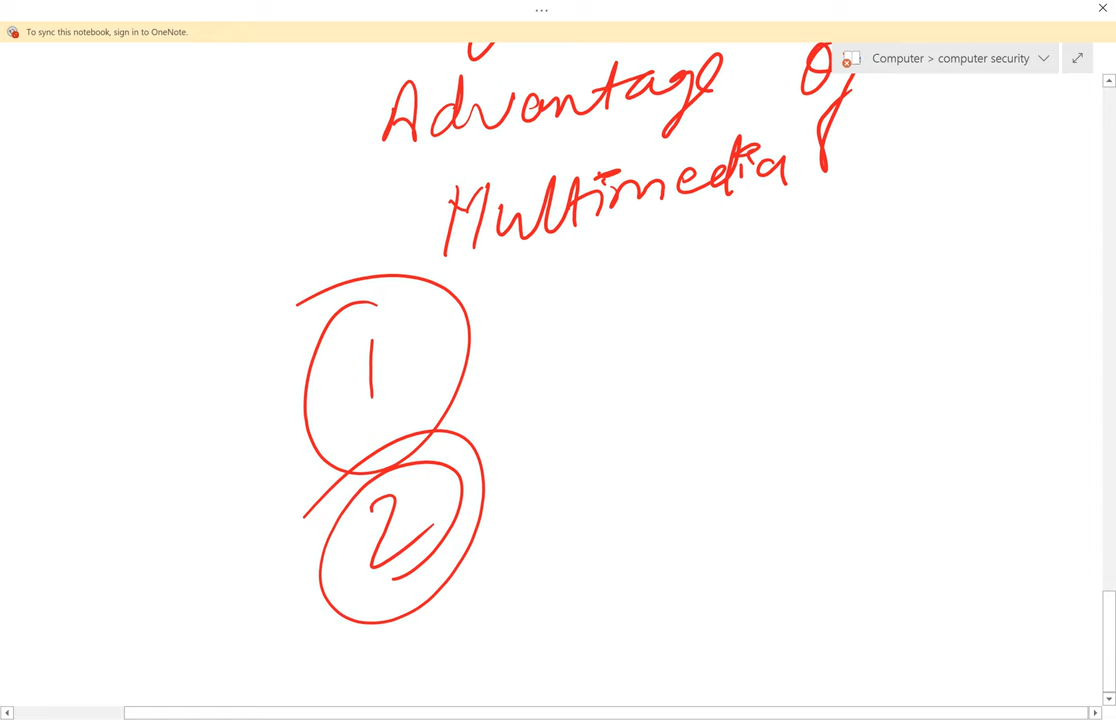 To sync this notebook, sign in to OneNote.
Computer > computer security
Advantage Of
Multimedia
1
2